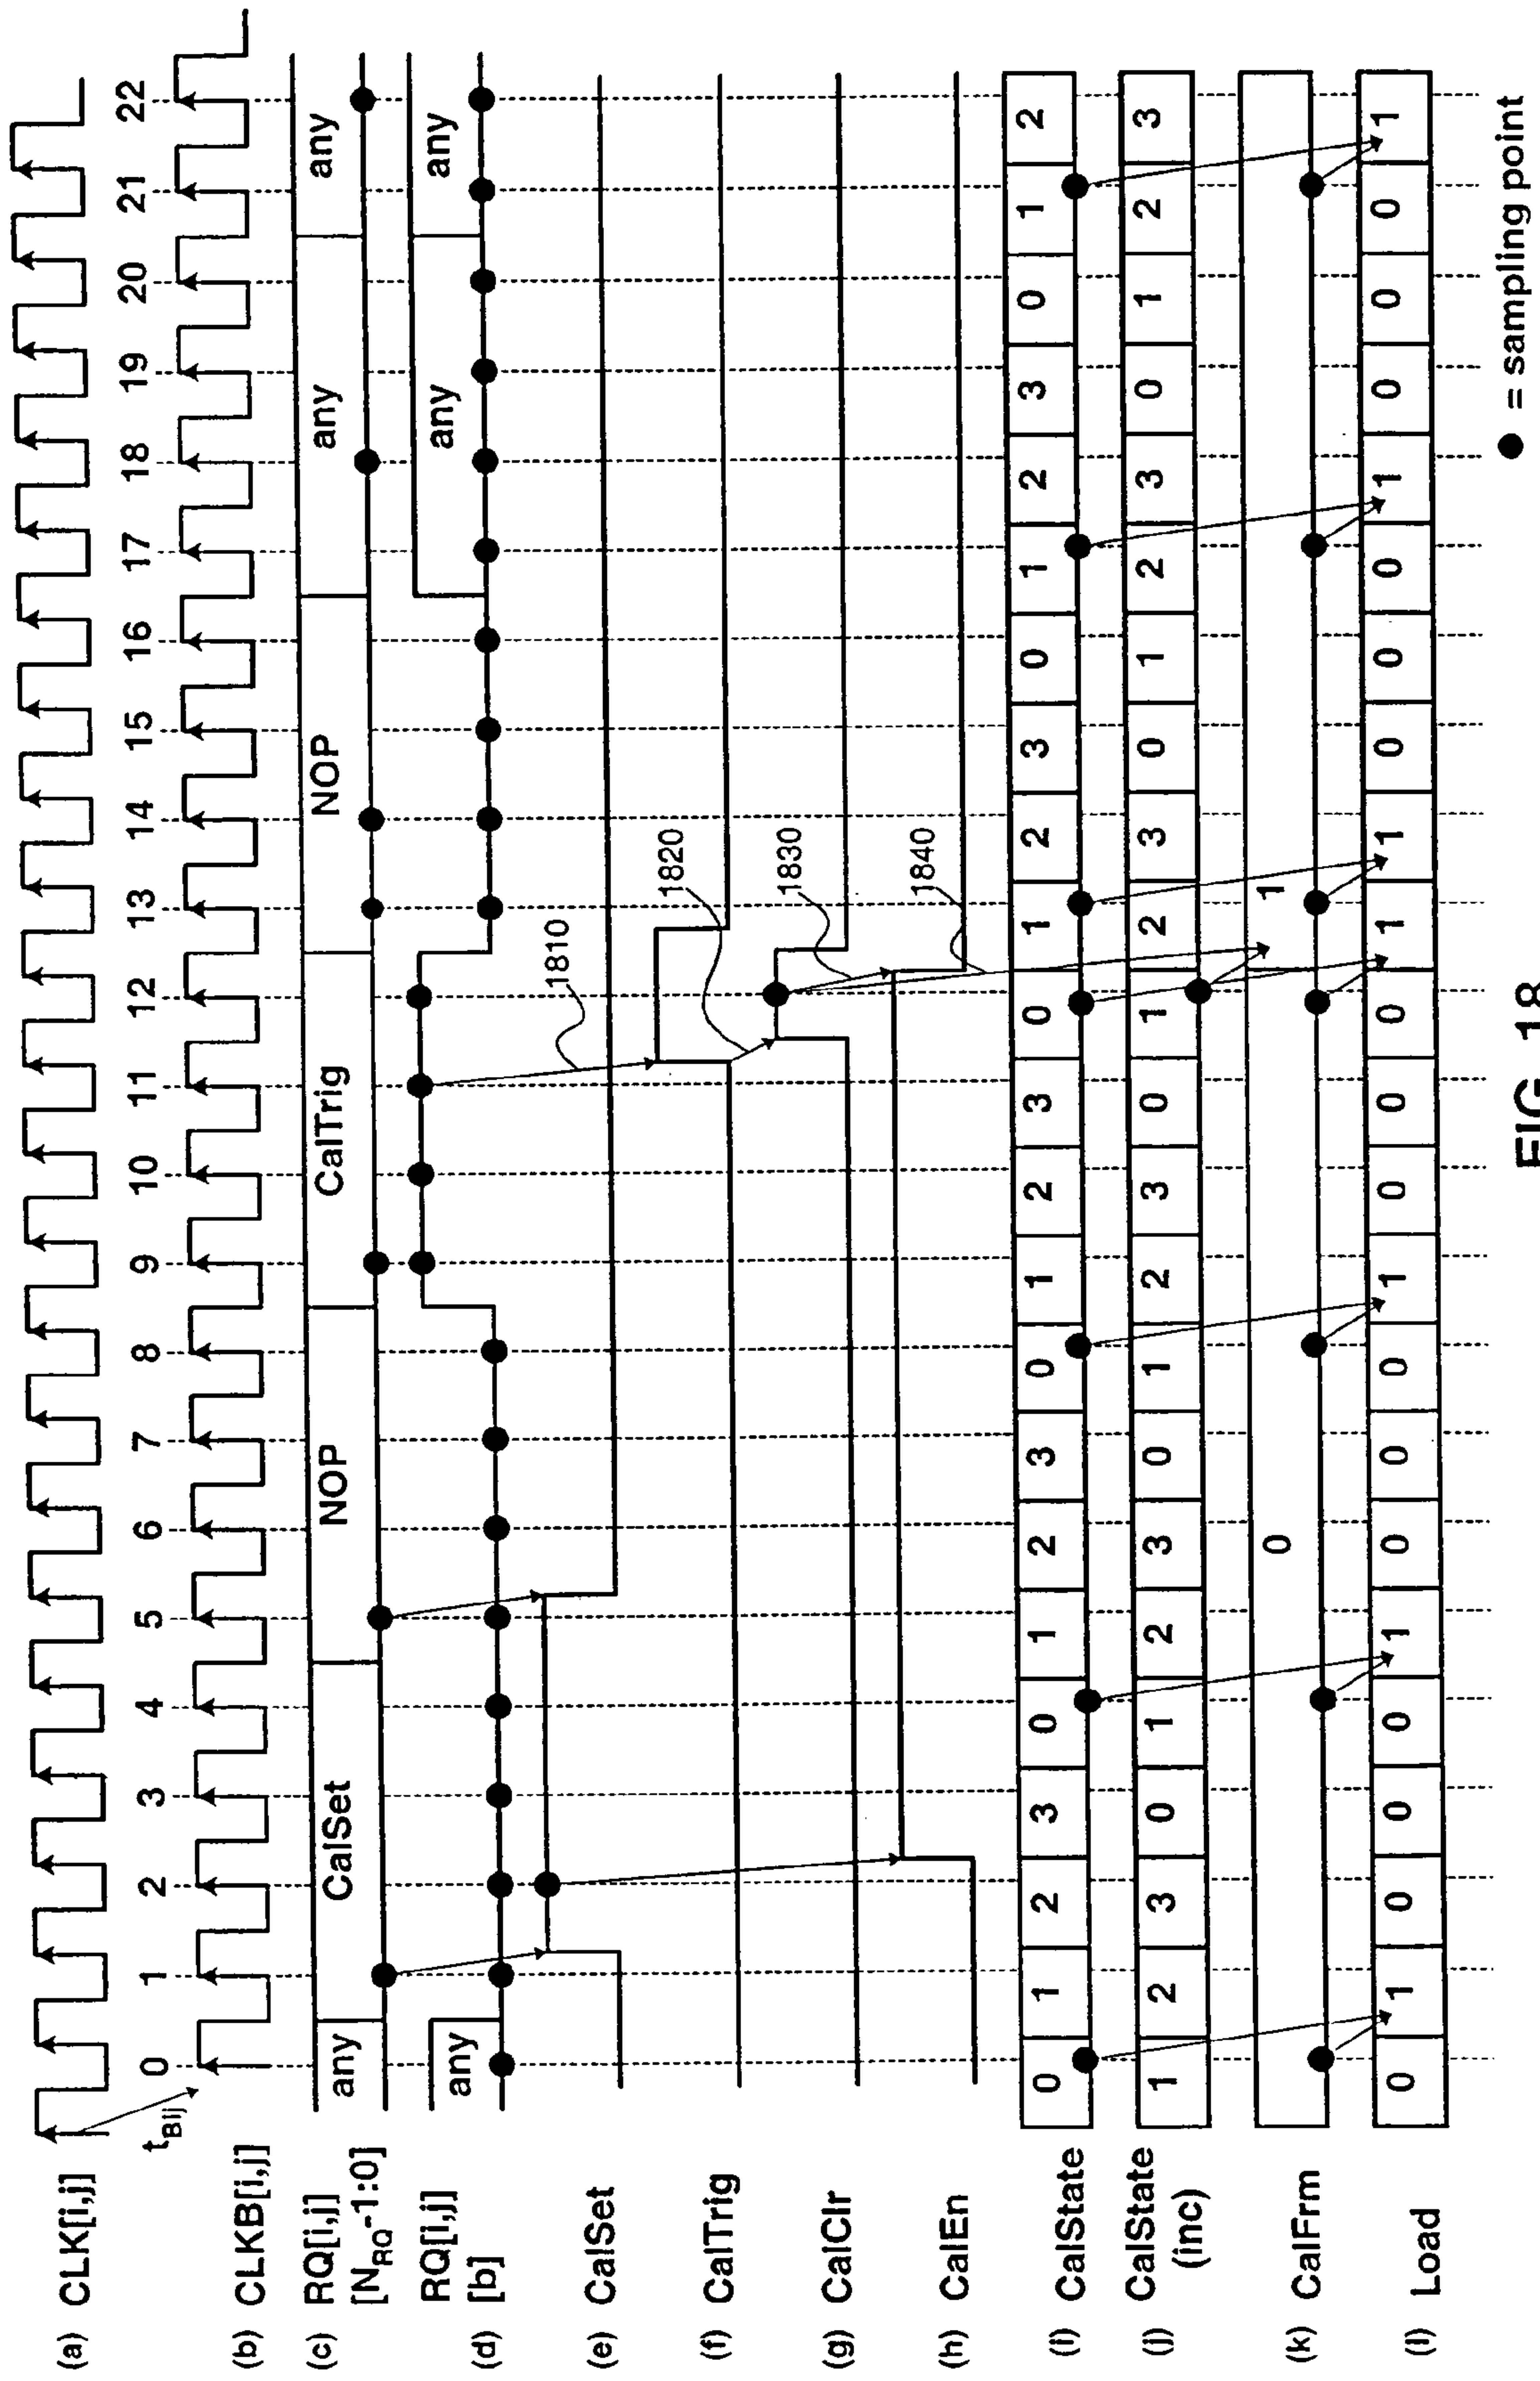 (a) CLK[i,j]
tBij 0 1 2 3 4 5 6 7 8 9 10 11 12 13 14 15 16 17 18 19 20 21 22
(b) CLKB[i,j]
(c) RQ[i,j] any CalSet NOP CalTrig NOP any any
[NRQ-1:0]
RQ[i,j] any any any
(d) [b]
1810
(e) CalSet
1820
(f) CalTrig
1830
(g) CalClr
1840
(h) CalEn
(i) CalState 0 1 2 3 0 1 2 3 0 1 2 3 0 1 2 3 0 1 2 3 0 1 2
(j) CalState 1 2 3 0 1 2 3 0 1 2 3 0 1 2 3 0 1 2 3 0 1 2 3
(inc)
(k) CalFrm 0 1
(l) Load 0 1 0 0 0 1 0 0 0 1 0 0 0 1 1 0 0 0 1 0 0 0 1
● = sampling point
FIG. 18